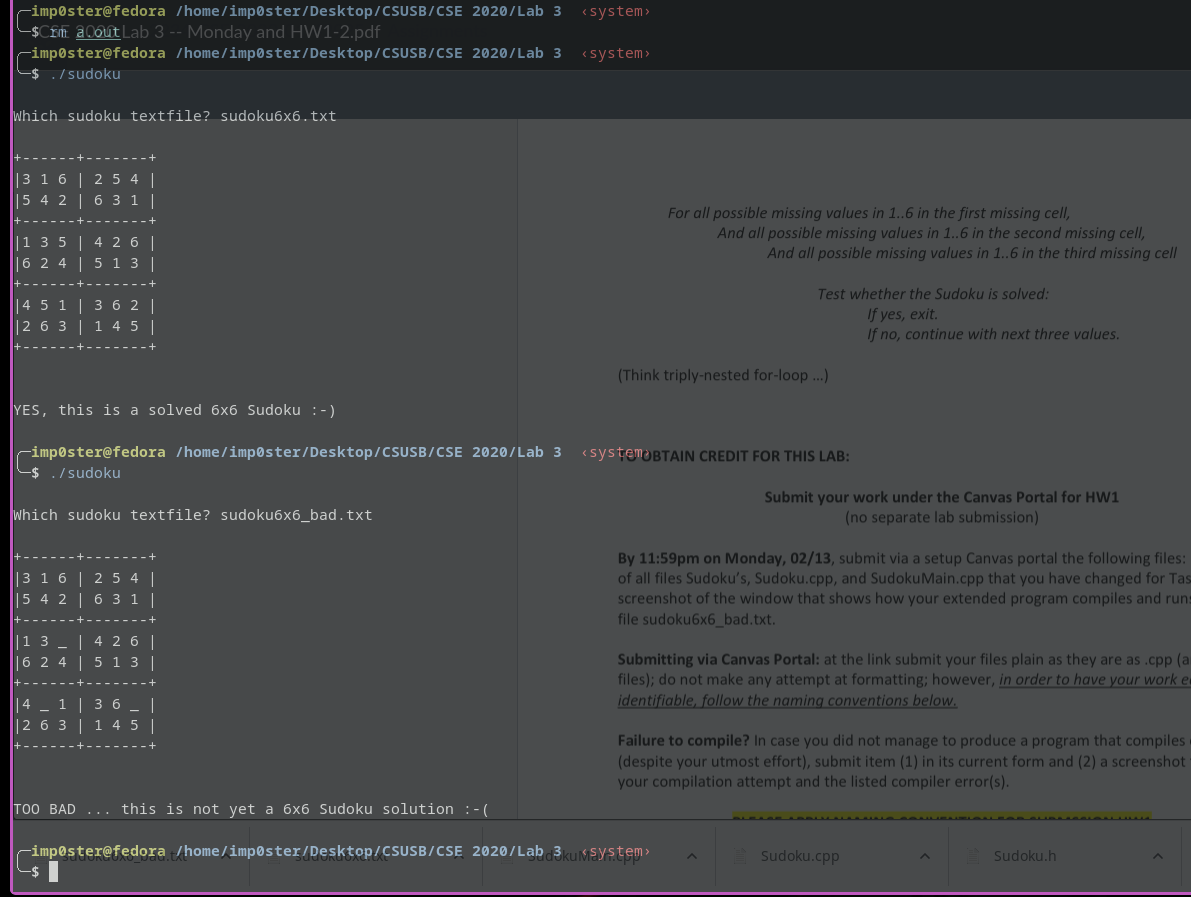 imp0ster@fedora /home/imp0ster/Desktop/CSUSB/CSE 2020/Lab 3 ‹system›
$ a.out
CSE 2020 Lab 3 -- Monday and HW1-2.pdf
imp0ster@fedora /home/imp0ster/Desktop/CSUSB/CSE 2020/Lab 3 ‹system›
$ ./sudoku
Which sudoku textfile? sudoku6x6.txt
+------+-------+
|3 1 6 | 2 5 4 |
|5 4 2 | 6 3 1 |
+------+-------+
|1 3 5 | 4 2 6 |
|6 2 4 | 5 1 3 |
+------+-------+
|4 5 1 | 3 6 2 |
|2 6 3 | 1 4 5 |
+------+-------+
YES, this is a solved 6x6 Sudoku :-)
imp0ster@fedora /home/imp0ster/Desktop/CSUSB/CSE 2020/Lab 3 ‹system›
$ ./sudoku
Which sudoku textfile? sudoku6x6_bad.txt
+------+-------+
|3 1 6 | 2 5 4 |
|5 4 2 | 6 3 1 |
+------+-------+
|1 3 _ | 4 2 6 |
|6 2 4 | 5 1 3 |
+------+-------+
|4 _ 1 | 3 6 _ |
|2 6 3 | 1 4 5 |
+------+-------+
TOO BAD ... this is not yet a 6x6 Sudoku solution :-(
imp0ster@fedora /home/imp0ster/Desktop/CSUSB/CSE 2020/Lab 3 ‹system›
$
For all possible missing values in 1..6 in the first missing cell,
And all possible missing values in 1..6 in the second missing cell,
And all possible missing values in 1..6 in the third missing cell
Test whether the Sudoku is solved:
If yes, exit.
If no, continue with next three values.
(Think triply-nested for-loop ...)
TO OBTAIN CREDIT FOR THIS LAB:
Submit your work under the Canvas Portal for HW1
(no separate lab submission)
By 11:59pm on Monday, 02/13, submit via a setup Canvas portal the following files:
of all files Sudoku's, Sudoku.cpp, and SudokuMain.cpp that you have changed for Tas
screenshot of the window that shows how your extended program compiles and runs
file sudoku6x6_bad.txt.
Submitting via Canvas Portal: at the link submit your files plain as they are as .cpp (a
files); do not make any attempt at formatting; however, in order to have your work e
identifiable, follow the naming conventions below.
Failure to compile? In case you did not manage to produce a program that compiles
(despite your utmost effort), submit item (1) in its current form and (2) a screenshot
your compilation attempt and the listed compiler error(s).
PLEASE APPLY NAMING CONVENTION FOR SUBMISSION HW1
sudoku6x6_bad.txt
sudoku6x6.txt
SudokuMain.cpp
Sudoku.cpp
Sudoku.h